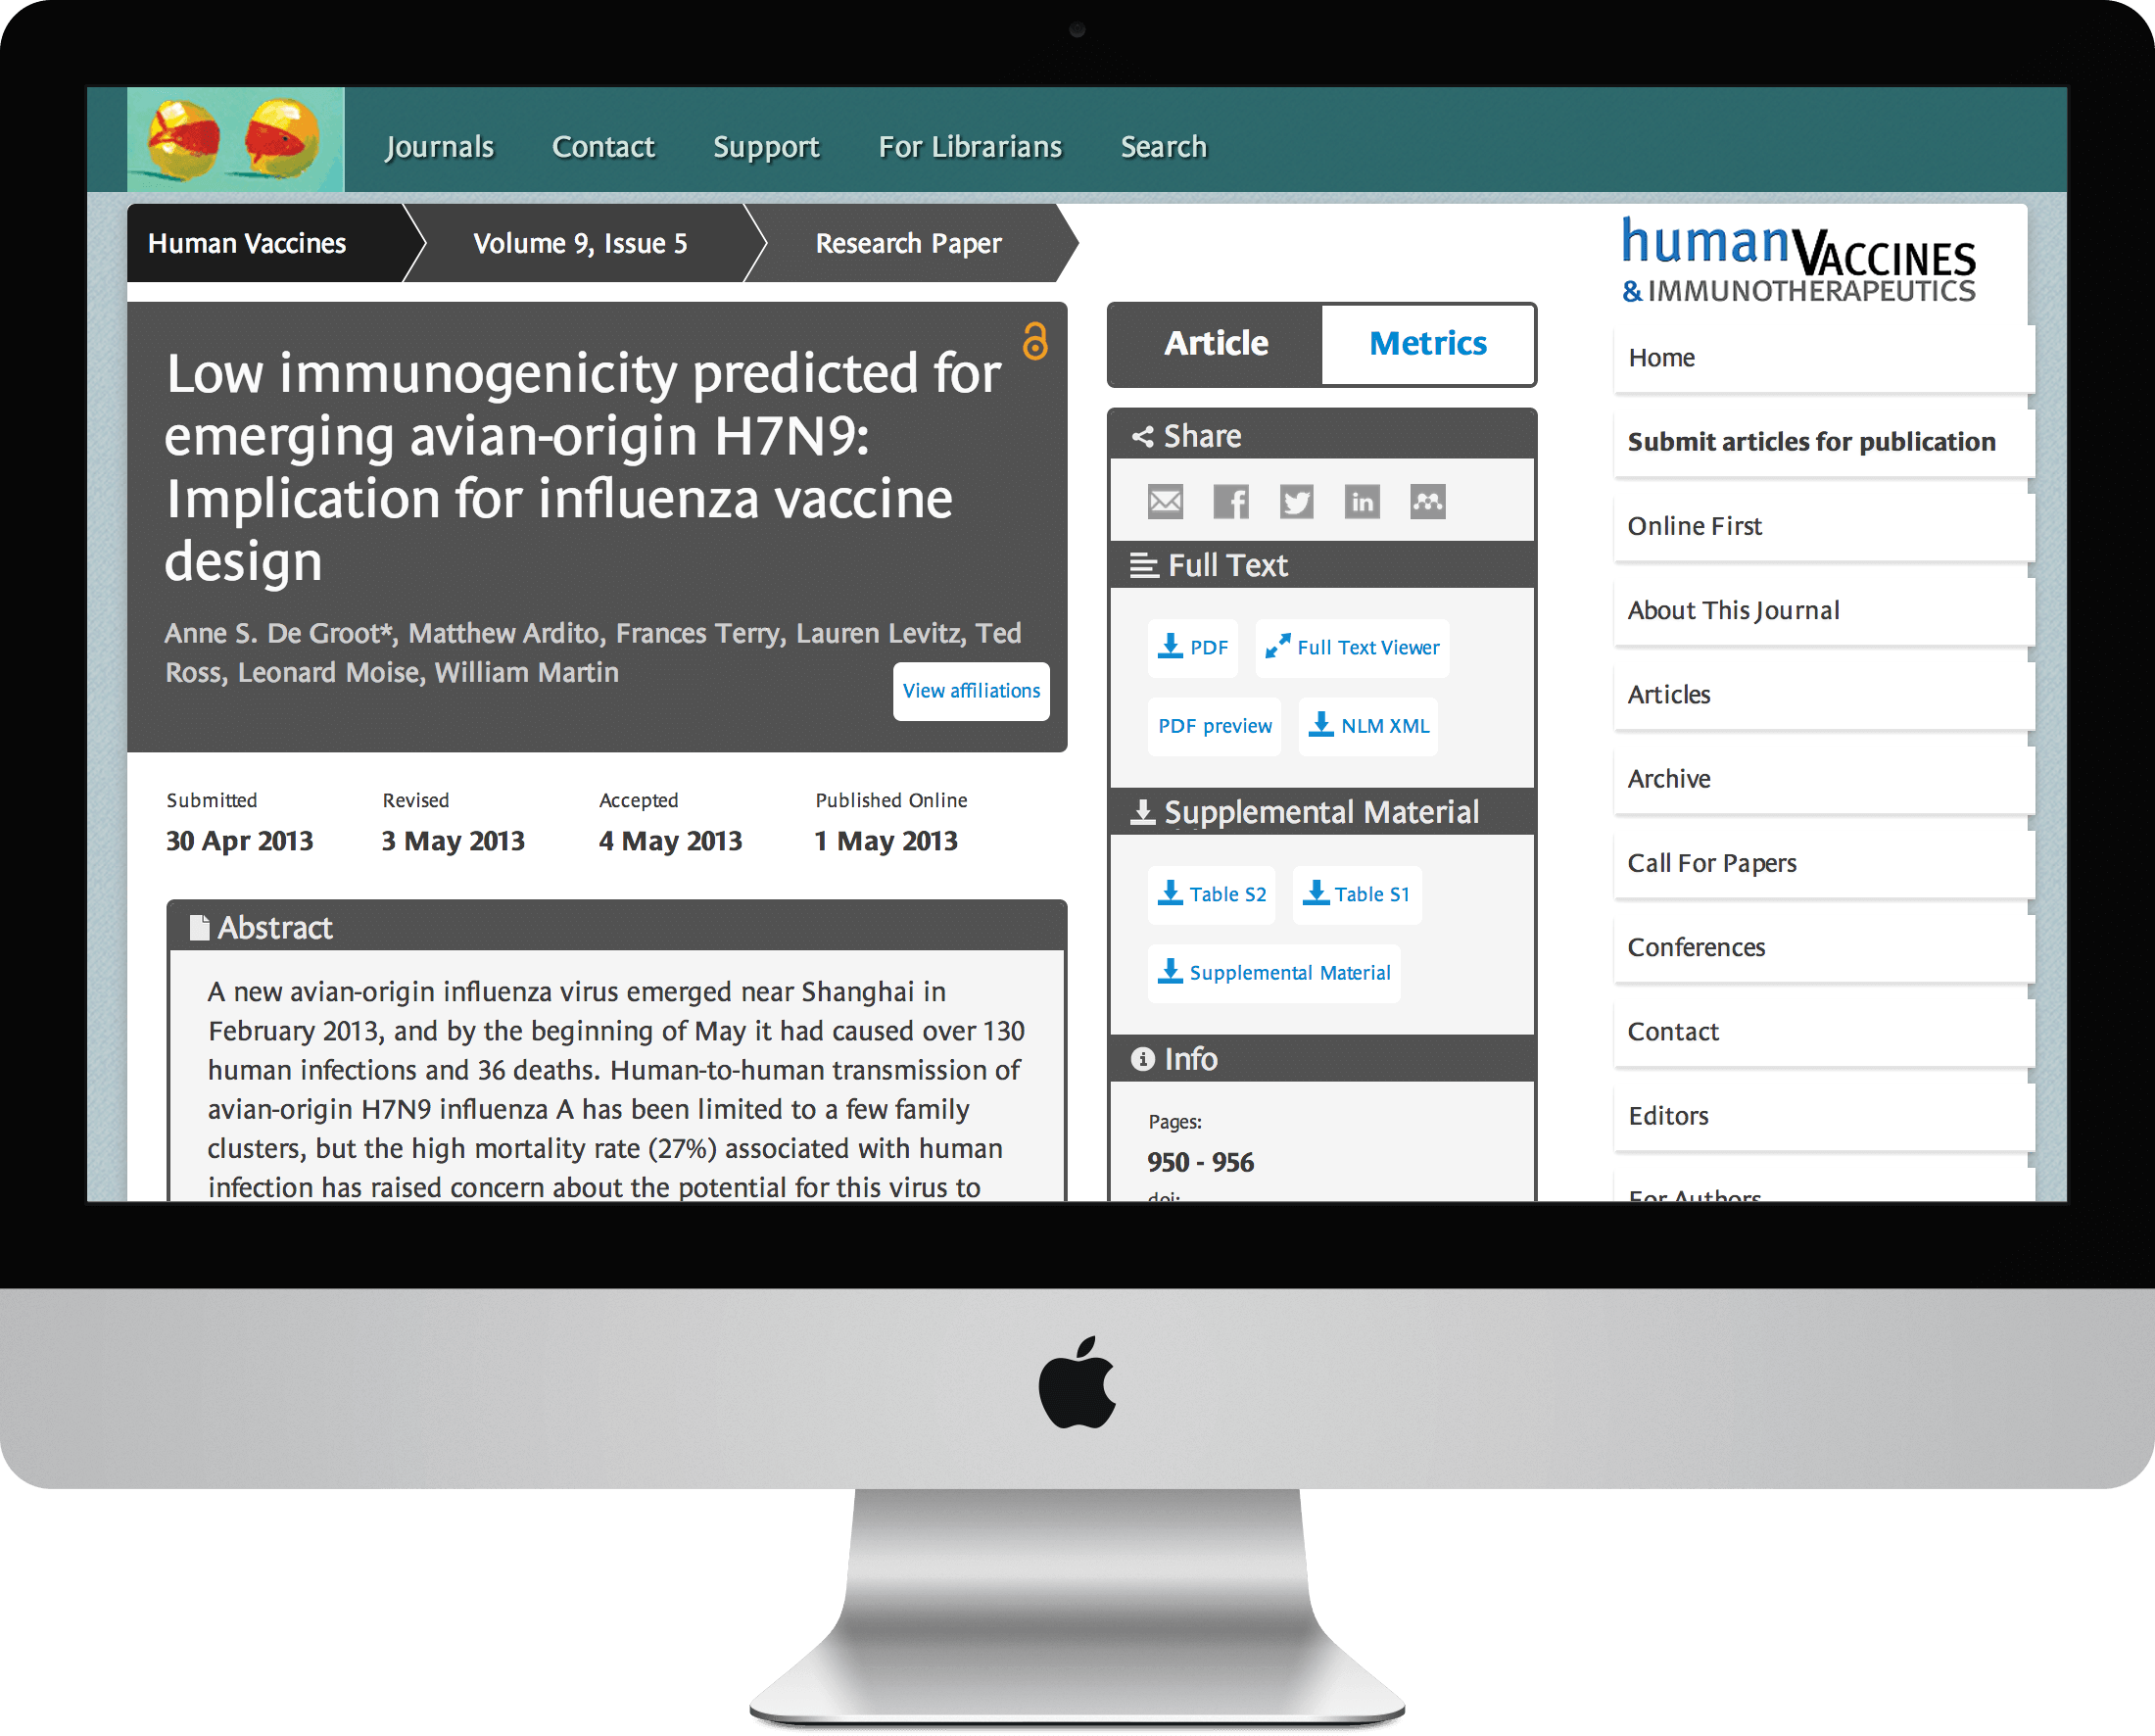 Journals
Contact
Support
For Librarians
Search
Human Vaccines
Volume 9, Issue 5
Research Paper
Low immunogenicity predicted for
emerging avian-origin H7N9:
Implication for influenza vaccine
design
Anne S. De Groot*, Matthew Ardito, Frances Terry, Lauren Levitz, Ted
Ross, Leonard Moise, William Martin
View affiliations
Submitted
30 Apr 2013
Revised
3 May 2013
Accepted
4 May 2013
Published Online
1 May 2013
Abstract
A new avian-origin influenza virus emerged near Shanghai in
February 2013, and by the beginning of May it had caused over 130
human infections and 36 deaths. Human-to-human transmission of
avian-origin H7N9 influenza A has been limited to a few family
clusters, but the high mortality rate (27%) associated with human
infection has raised concern about the potential for this virus to
Article
Metrics
Share
Full Text
PDF
Full Text Viewer
PDF preview
NLM XML
Supplemental Material
Table S2
Table S1
Supplemental Material
Info
Pages:
950 - 956
doi:
human VACCINES
& IMMUNOTHERAPEUTICS
Home
Submit articles for publication
Online First
About This Journal
Articles
Archive
Call For Papers
Conferences
Contact
Editors
For Authors